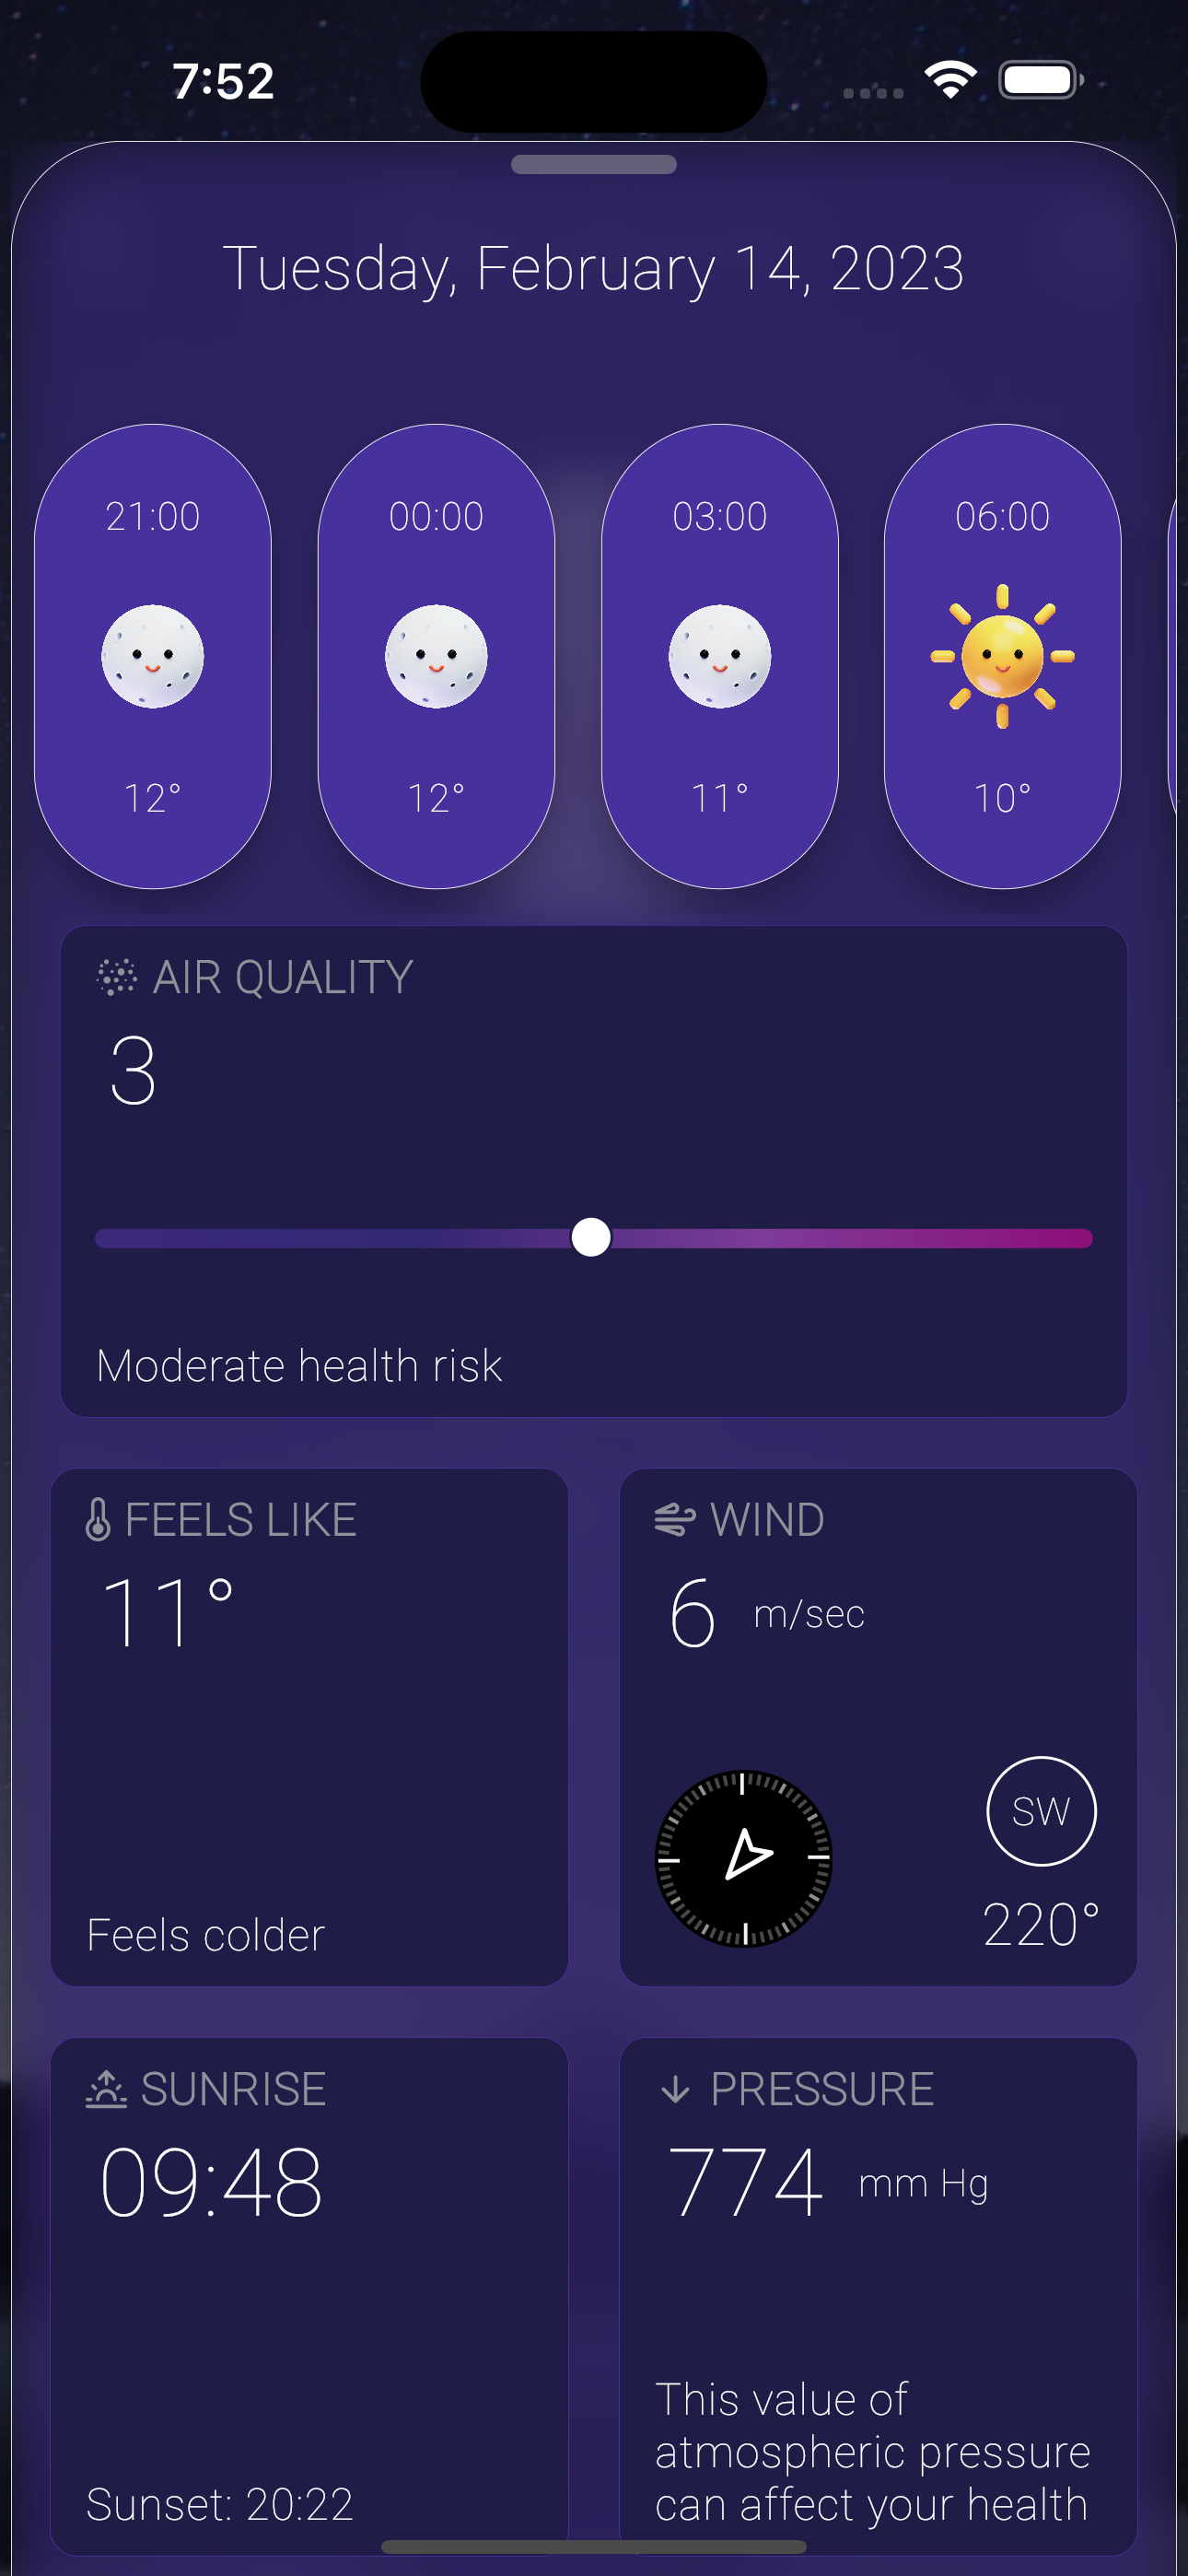 7:52
Tuesday, February 14, 2023
21:00
00:00
03:00
06:00
12°
12°
11°
10°
AIR QUALITY
3
Moderate health risk
FEELS LIKE
11°
Feels colder
WIND
6 m/sec
SW
220°
SUNRISE
09:48
Sunset: 20:22
PRESSURE
774 mm Hg
This value of
atmospheric pressure
can affect your health